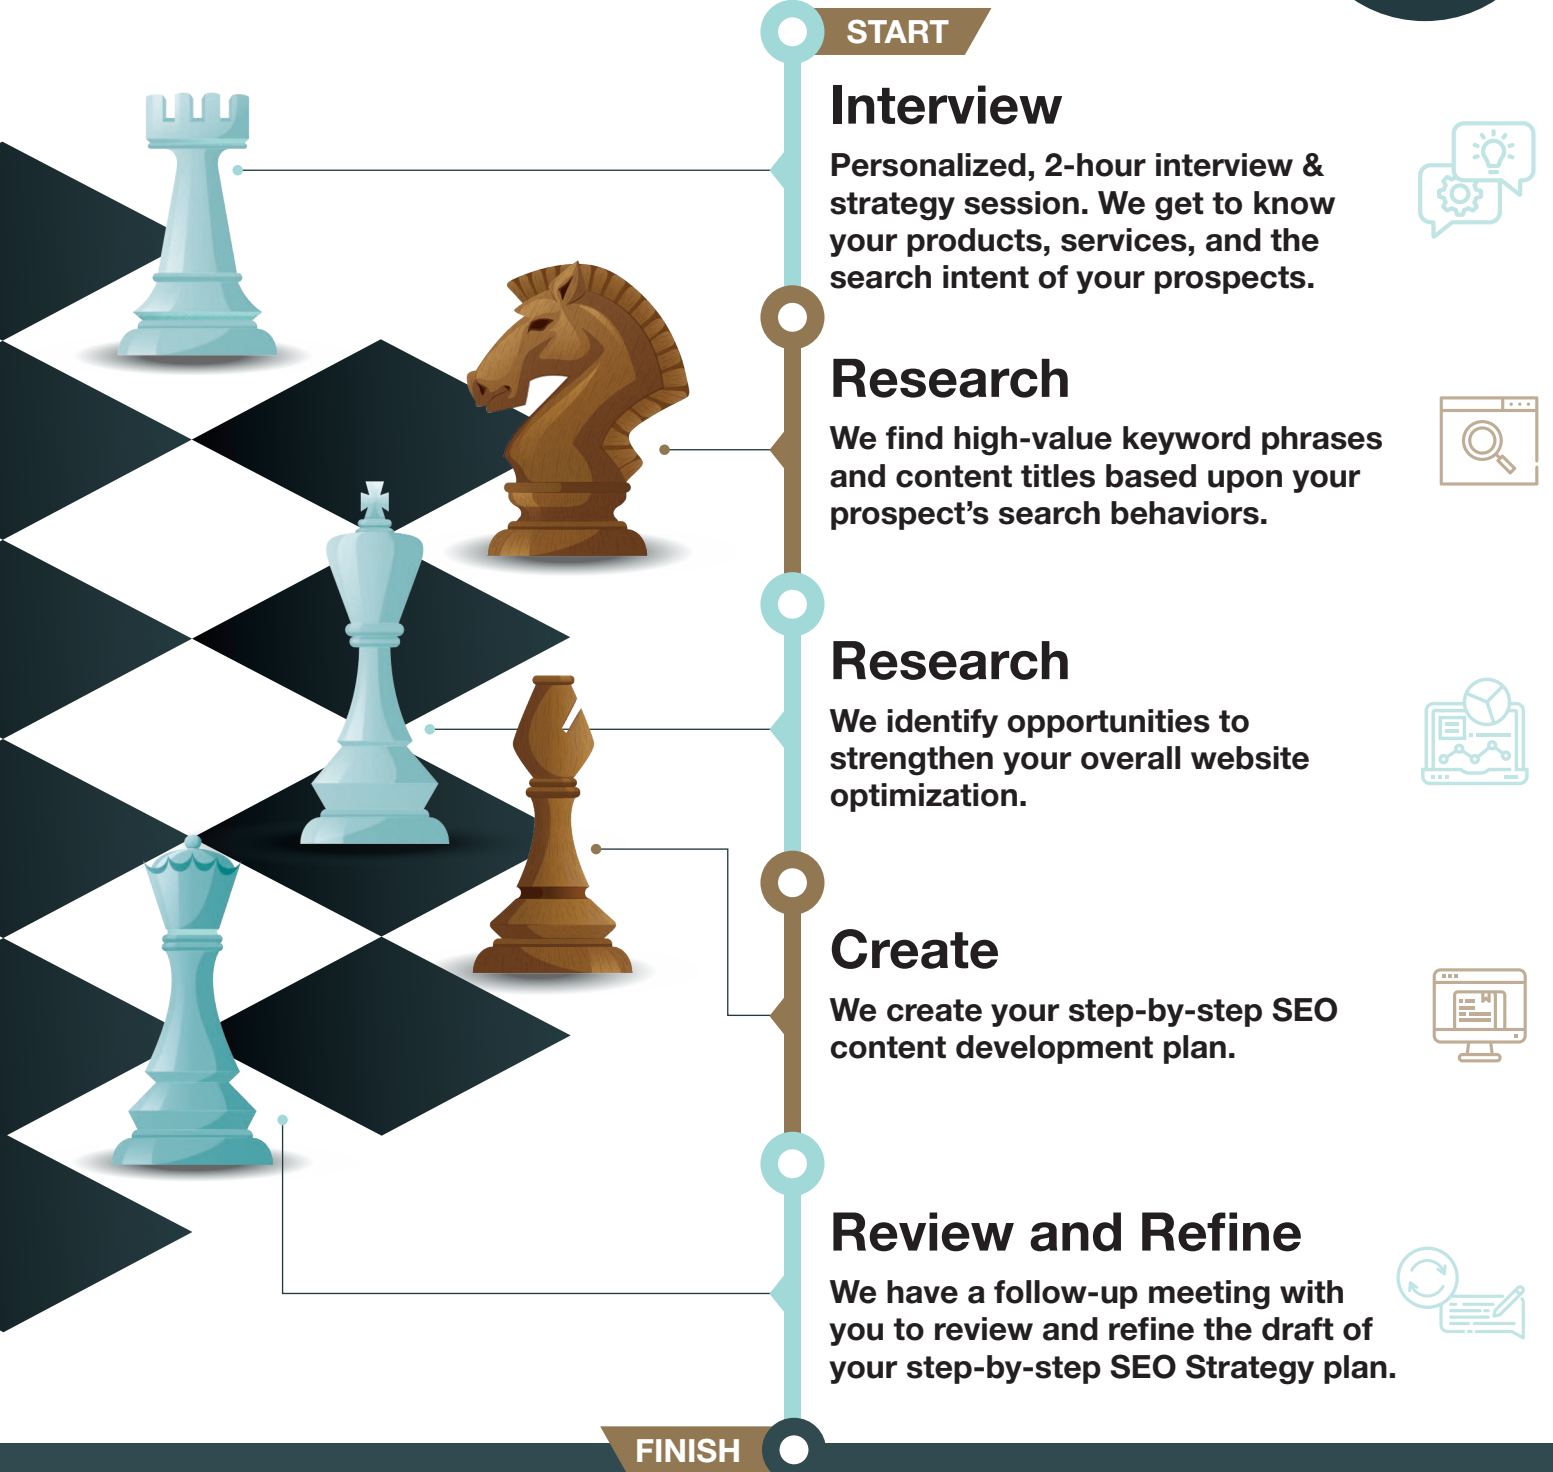 START
Interview
Personalized, 2-hour interview &
strategy session. We get to know
your products, services, and the
search intent of your prospects.
Research
We find high-value keyword phrases
and content titles based upon your
prospect’s search behaviors.
Research
We identify opportunities to
strengthen your overall website
optimization.
Create
We create your step-by-step SEO
content development plan.
Review and Refine
We have a follow-up meeting with
you to review and refine the draft of
your step-by-step SEO Strategy plan.
FINISH